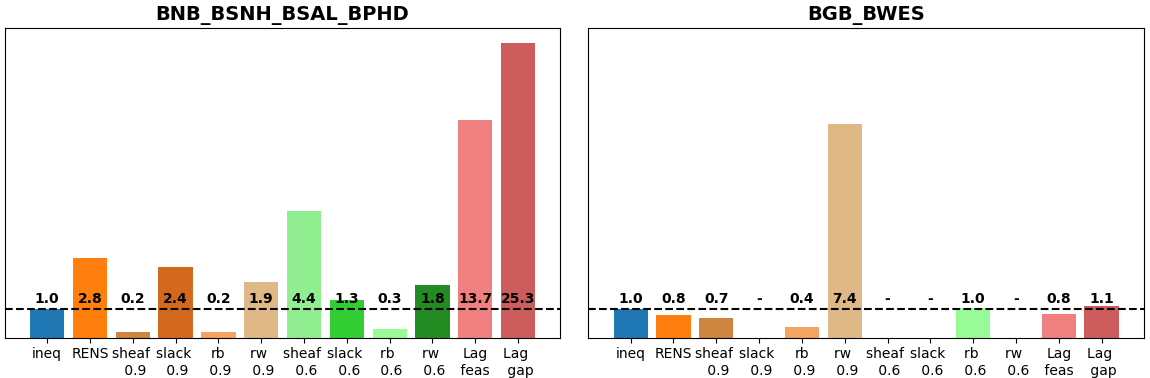 BNB_BSNH_BSAL_BPHD
1.0 2.8 0.2 2.4 0.2 1.9 4.4 1.3 0.3 1.8 13.7 25.3
ineq RENS sheaf slack rb rw sheaf slack rb rw Lag Lag
0.9 0.9 0.9 0.9 0.6 0.6 0.6 0.6 feas gap
BGB_BWES
1.0 0.8 0.7 - 0.4 7.4 - - 1.0 - 0.8 1.1
ineq RENS sheaf slack rb rw sheaf slack rb rw Lag Lag
0.9 0.9 0.9 0.9 0.6 0.6 0.6 0.6 feas gap